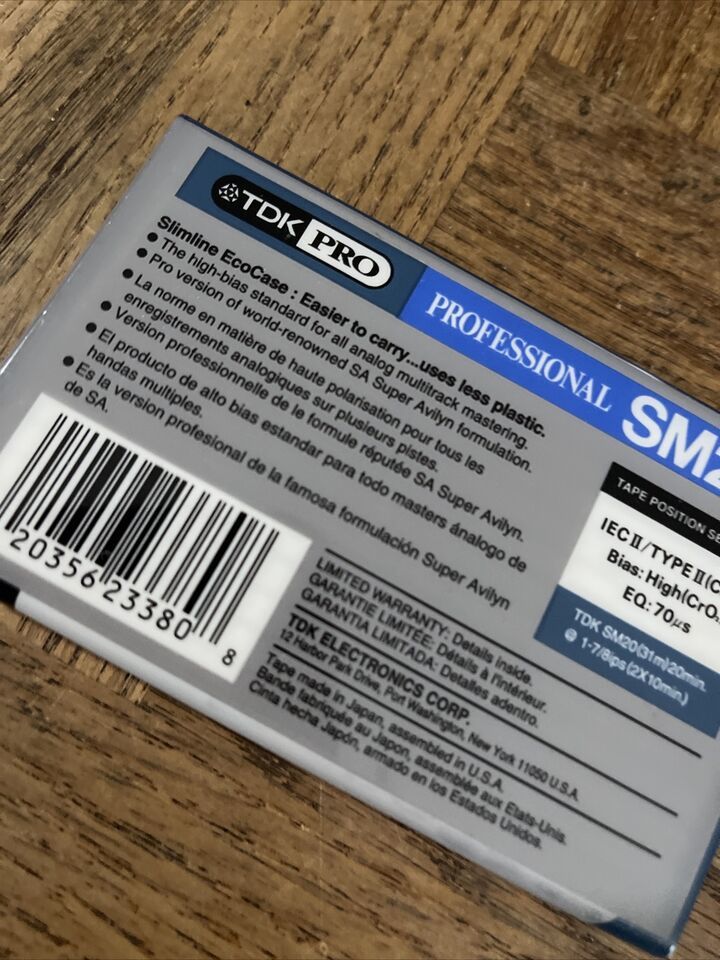 TDK PRO
PROFESSIONAL SM2
Slimline EcoCase : Easier to carry...uses less plastic.
• The high-bias standard for all analog multitrack mastering.
• Pro version of world-renowned SA Super Avilyn formulation.
• La norme en matière de haute polarisation pour tous les
enregistrements analogiques sur plusieurs pistes.
• Version professionnelle de le formule réputée SA Super Avilyn.
• El producto de alto bias estandar para todo masters análogo de
handas multiples.
• Es la version profesional de la famosa formulación Super Avilyn
de SA.
20356233808
TAPE POSITION SE
IEC II/TYPE II(C
Bias: High(CrO
EQ: 70µs
TDK SM20(31m)20min.
@ 1-7/8ips(2X10min.)
LIMITED WARRANTY: Details inside.
GARANTIE LIMITÉE: Détails à l'intérieur.
GARANTIA LIMITADA: Detalles adentro.
TDK ELECTRONICS CORP.
12 Harbor Park Drive, Port Washington, New York 11050 U.S.A.
Tape made in Japan, assembled in U.S.A.
Bande fabriquée au Japon, assemblée aux Etats-Unis.
Cinta hecha Japón, armado en los Estados Unidos.